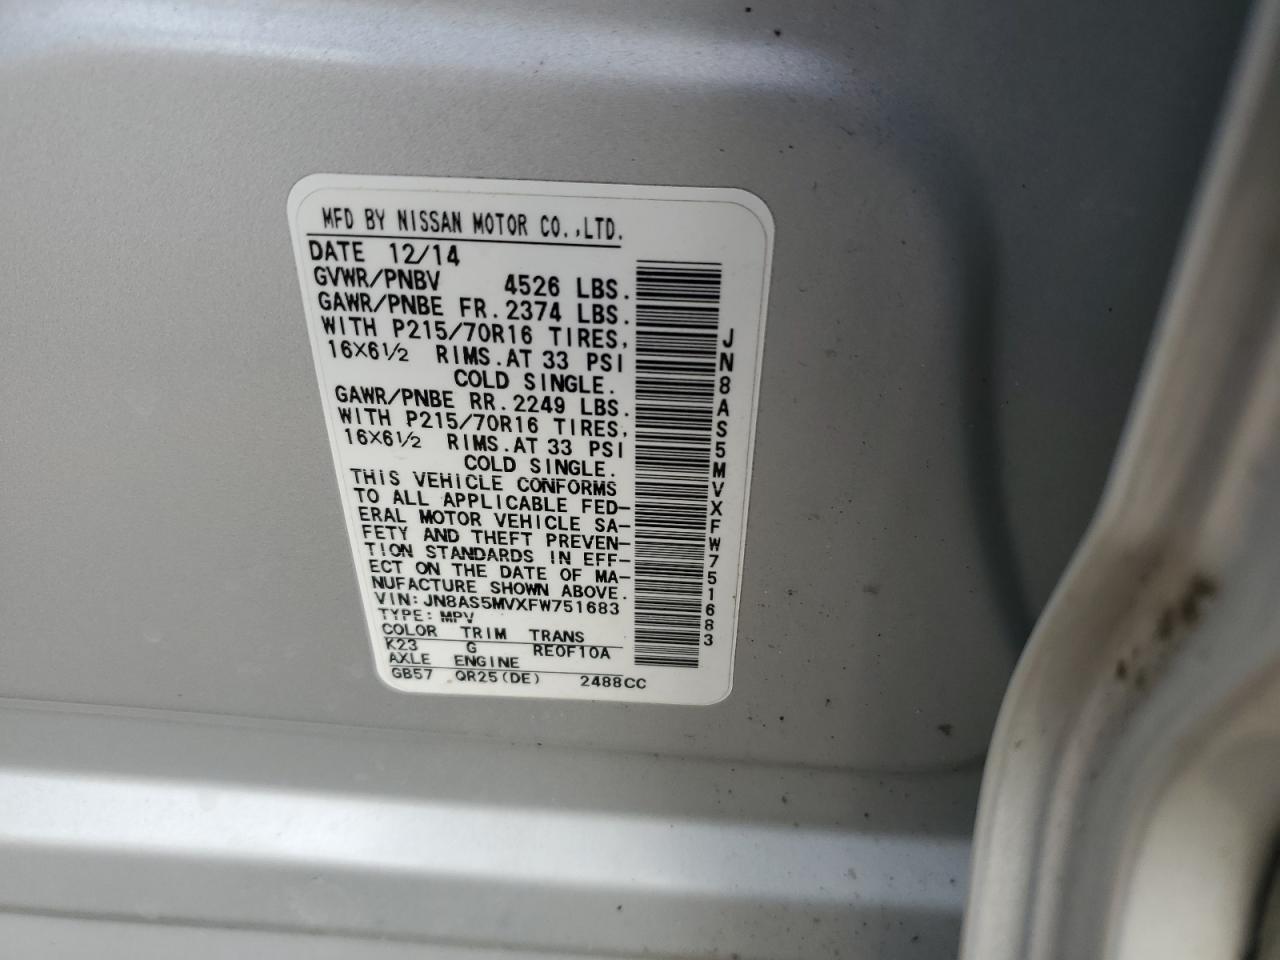 MFD BY NISSAN MOTOR CO.,LTD.
DATE 12/14
GVWR/PNBV 4526 LBS.
GAWR/PNBE FR.2374 LBS.
WITH P215/70R16 TIRES,
16X6½ RIMS.AT 33 PSI
COLD SINGLE.
GAWR/PNBE RR.2249 LBS.
WITH P215/70R16 TIRES,
16X6½ RIMS.AT 33 PSI
COLD SINGLE.
THIS VEHICLE CONFORMS
TO ALL APPLICABLE FED-
ERAL MOTOR VEHICLE SA-
FETY AND THEFT PREVEN-
TION STANDARDS IN EFF-
ECT ON THE DATE OF MA-
NUFACTURE SHOWN ABOVE.
VIN:JN8AS5MVXFW751683
TYPE:MPV
COLOR TRIM TRANS
K23 G RE0F10A
AXLE ENGINE
GB57 QR25(DE) 2488CC
JN8AS5MVXFW751683